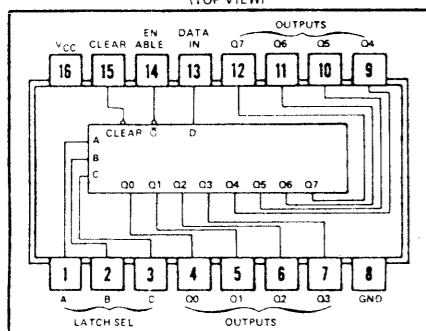 (TOP VIEW)
OUTPUTS
VCC CLEAR EN ABLE DATA IN Q7 Q6 Q5 Q4
16 15 14 13 12 11 10 9
CLEAR G D
A
B
C
Q0 Q1 Q2 Q3 Q4 Q5 Q6 Q7
1 2 3 4 5 6 7 8
A B C Q0 Q1 Q2 Q3 GND
LATCH SEL OUTPUTS